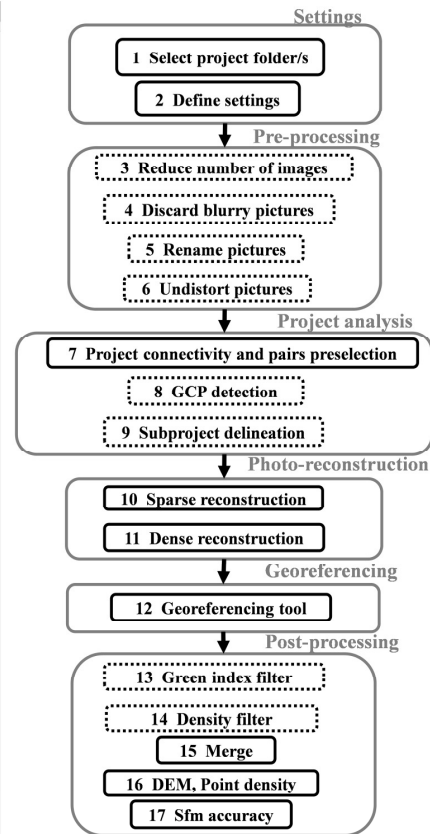 Settings
1 Select project folder/s
2 Define settings
Pre-processing
3 Reduce number of images
4 Discard blurry pictures
5 Rename pictures
6 Undistort pictures
Project analysis
7 Project connectivity and pairs preselection
8 GCP detection
9 Subproject delineation
Photo-reconstruction
10 Sparse reconstruction
11 Dense reconstruction
Georeferencing
12 Georeferencing tool
Post-processing
13 Green index filter
14 Density filter
15 Merge
16 DEM, Point density
17 Sfm accuracy